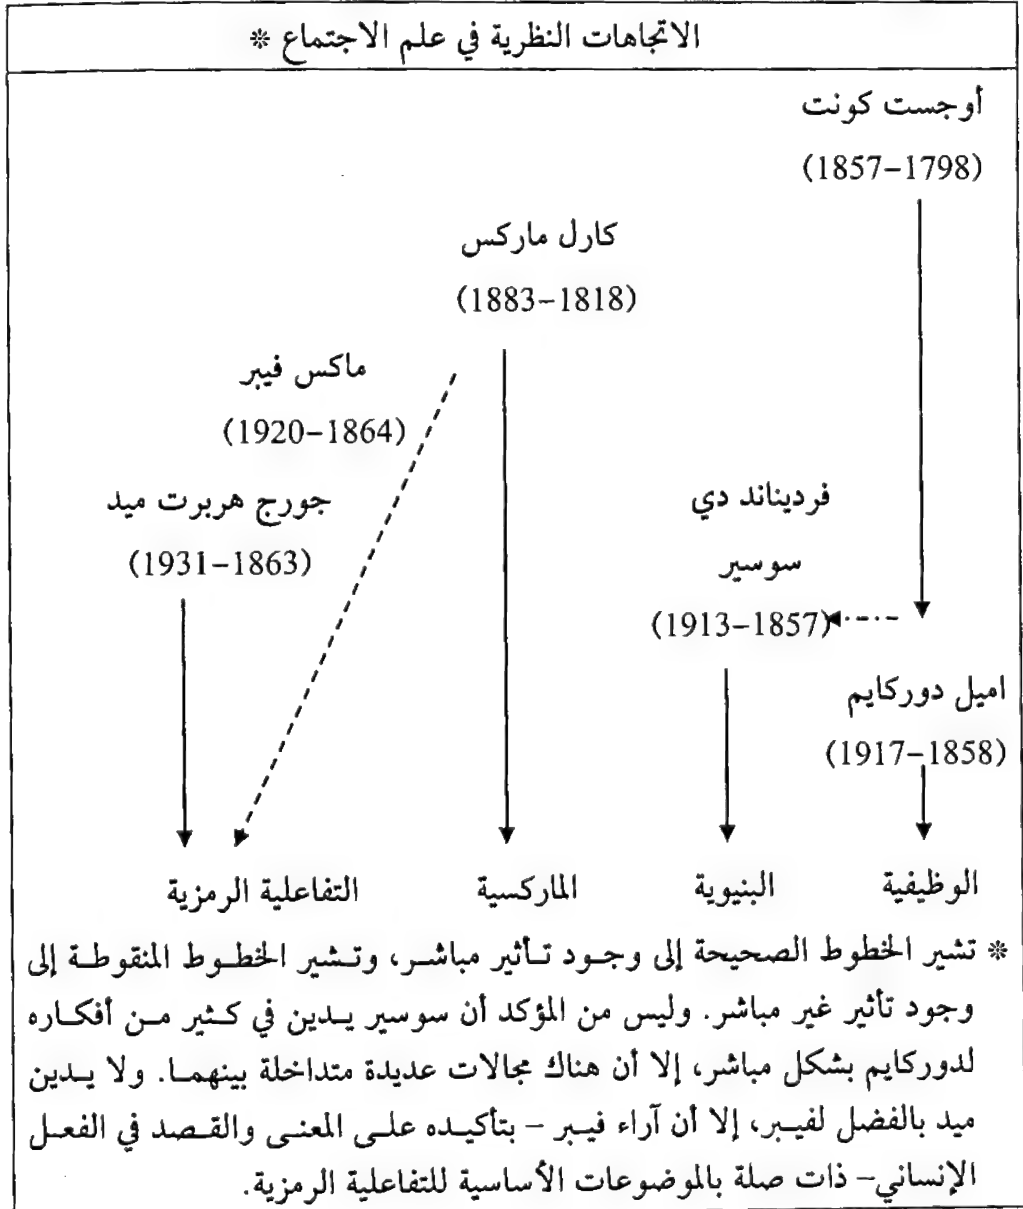 الاتجاهات النظرية في علم الاجتماع *
أوجست كونت
(1798–1857)
كارل ماركس
(1818–1883)
ماكس فيبر
(1864–1920)
جورج هربرت ميد
(1863–1931)
فرديناند دي
سوسير
(1857–1913)
اميل دوركايم
(1858–1917)
الوظيفية
البنيوية
الماركسية
التفاعلية الرمزية
* تشير الخطوط الصحيحة إلى وجود تأثير مباشر، وتشير الخطوط المنقوطة إلى
وجود تأثير غير مباشر. وليس من المؤكد أن سوسير يدين في كثير من أفكاره
لدوركايم بشكل مباشر، إلا أن هناك مجالات عديدة متداخلة بينهما. ولا يدين
ميد بالفضل لفيبر، إلا أن آراء فيبر – بتأكيده على المعنى والقصد في الفعل
الإنساني– ذات صلة بالموضوعات الأساسية للتفاعلية الرمزية.